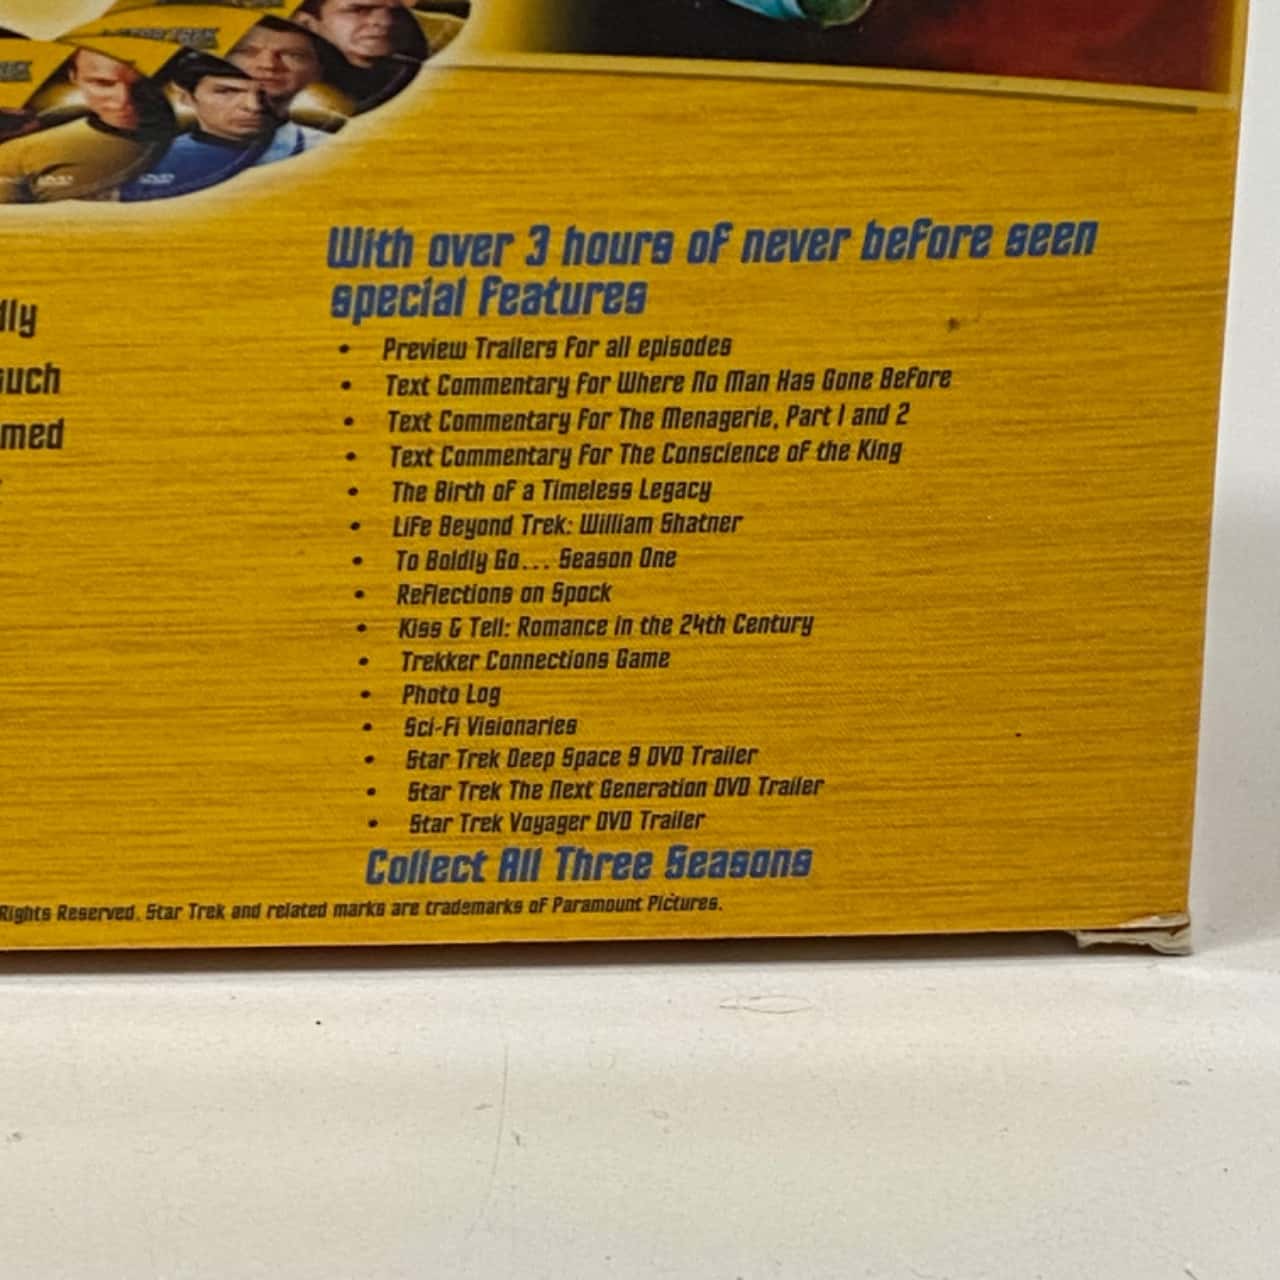 With over 3 hours of never before seen
special features
• Preview Trailers for all episodes
• Text Commentary for Where No Man Has Gone Before
• Text Commentary for The Menagerie, Part 1 and 2
• Text Commentary for The Conscience of the King
• The Birth of a Timeless Legacy
• Life Beyond Trek: William Shatner
• To Boldly Go... Season One
• Reflections on Spock
• Kiss & Tell: Romance in the 24th Century
• Trekker Connections Game
• Photo Log
• Sci-Fi Visionaries
• Star Trek Deep Space 9 DVD Trailer
• Star Trek The Next Generation DVD Trailer
• Star Trek Voyager DVD Trailer
Collect All Three Seasons
Rights Reserved. Star Trek and related marks are trademarks of Paramount Pictures.